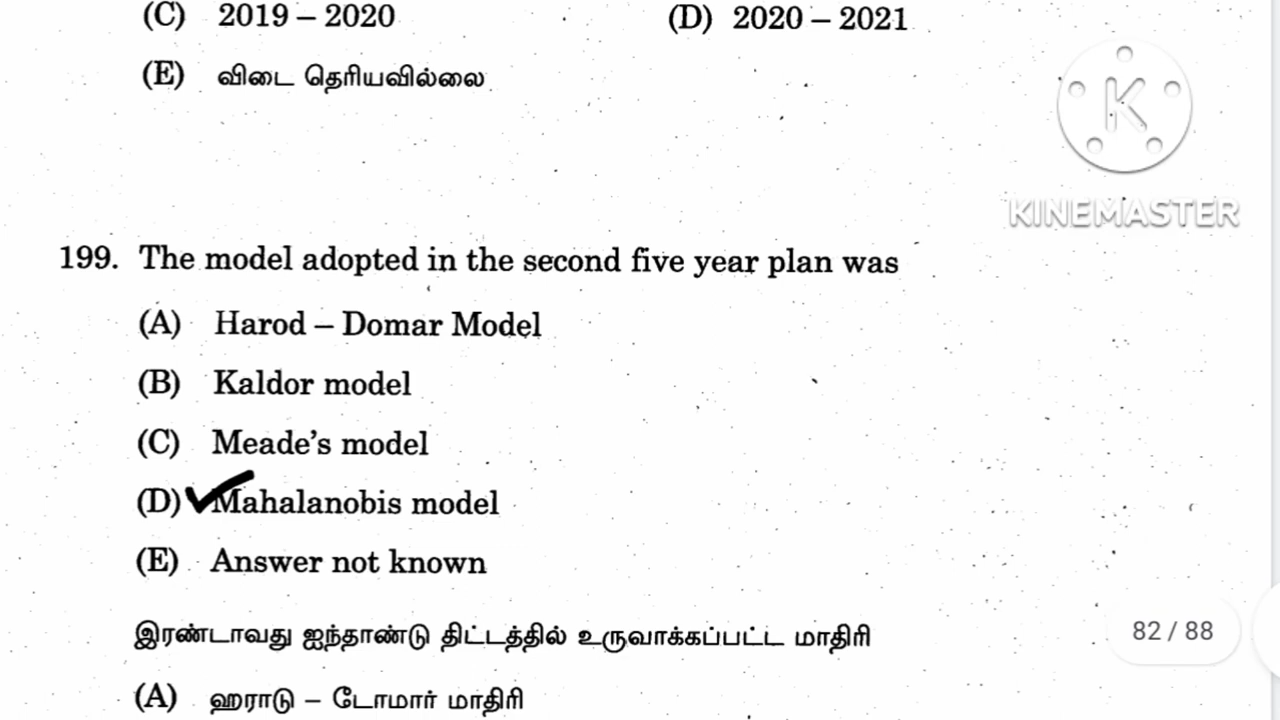 (C) 2019 – 2020 (D) 2020 – 2021
(E) விடை தெரியவில்லை
K
KINEMASTER
199. The model adopted in the second five year plan was
(A) Harod – Domar Model
(B) Kaldor model
(C) Meade's model
(D) Mahalanobis model
(E) Answer not known
இரண்டாவது ஐந்தாண்டு திட்டத்தில் உருவாக்கப்பட்ட மாதிரி
82 / 88
(A) ஹராடு – டோமார் மாதிரி